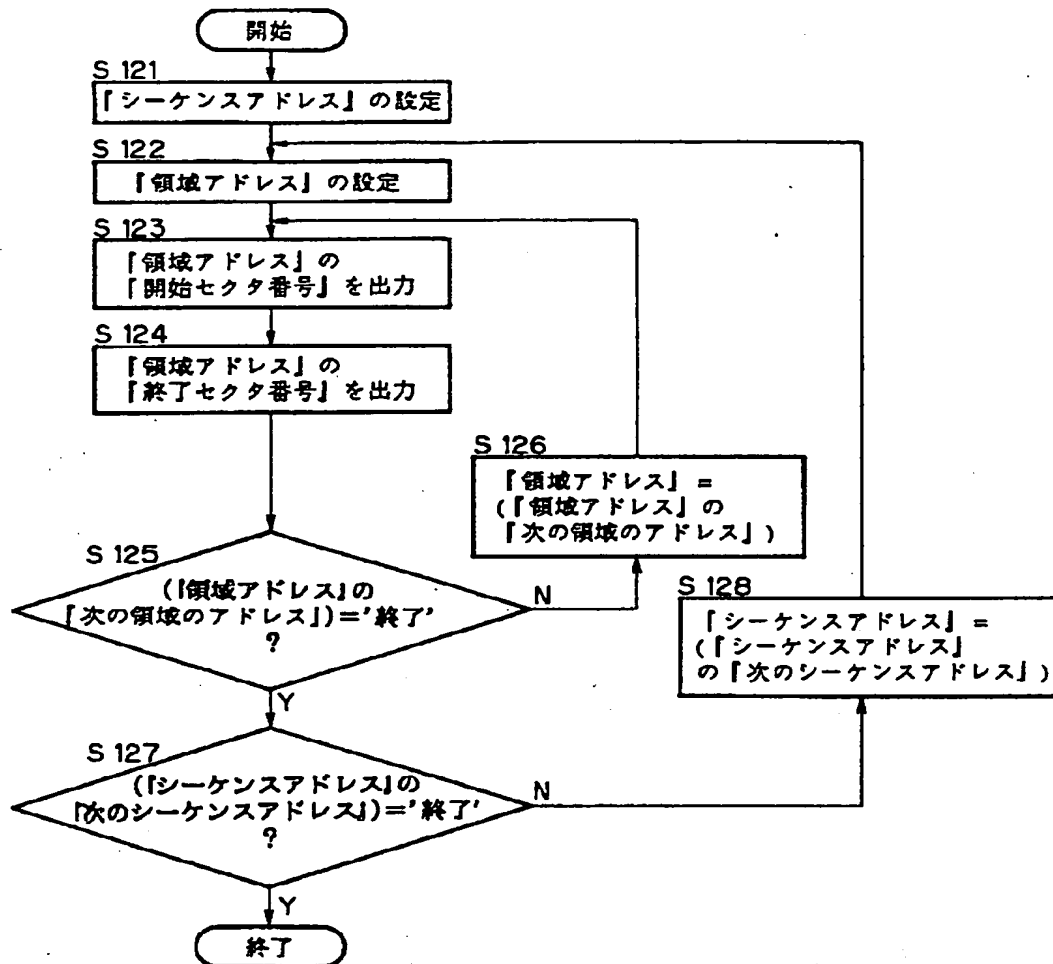 開始
S 121
『シーケンスアドレス』の設定
S 122
『領域アドレス』の設定
S 123
『領域アドレス』の
『開始セクタ番号』を出力
S 124
『領域アドレス』の
『終了セクタ番号』を出力
S 126
『領域アドレス』=
(『領域アドレス』の
『次の領域のアドレス』)
S 125
(『領域アドレス』の
『次の領域のアドレス』)='終了'
?
N
Y
S 128
『シーケンスアドレス』=
(『シーケンスアドレス』
の『次のシーケンスアドレス』)
S 127
(『シーケンスアドレス』の
『次のシーケンスアドレス』)='終了'
?
N
Y
終了